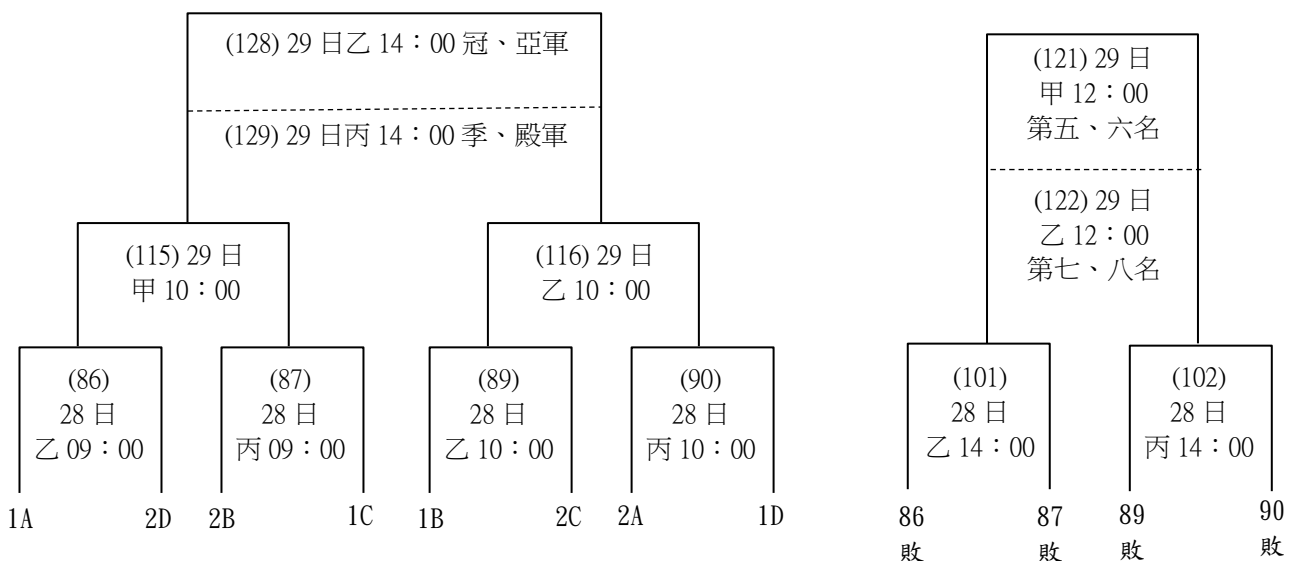 (128) 29 日乙 14：00 冠、亞軍
(129) 29 日丙 14：00 季、殿軍
(115) 29 日
甲 10：00
(116) 29 日
乙 10：00
(86)
28 日
乙 09：00
(87)
28 日
丙 09：00
(89)
28 日
乙 10：00
(90)
28 日
丙 10：00
1A
2D
2B
1C
1B
2C
2A
1D
(121) 29 日
甲 12：00
第五、六名
(122) 29 日
乙 12：00
第七、八名
(101)
28 日
乙 14：00
(102)
28 日
丙 14：00
86
敗
87
敗
89
敗
90
敗